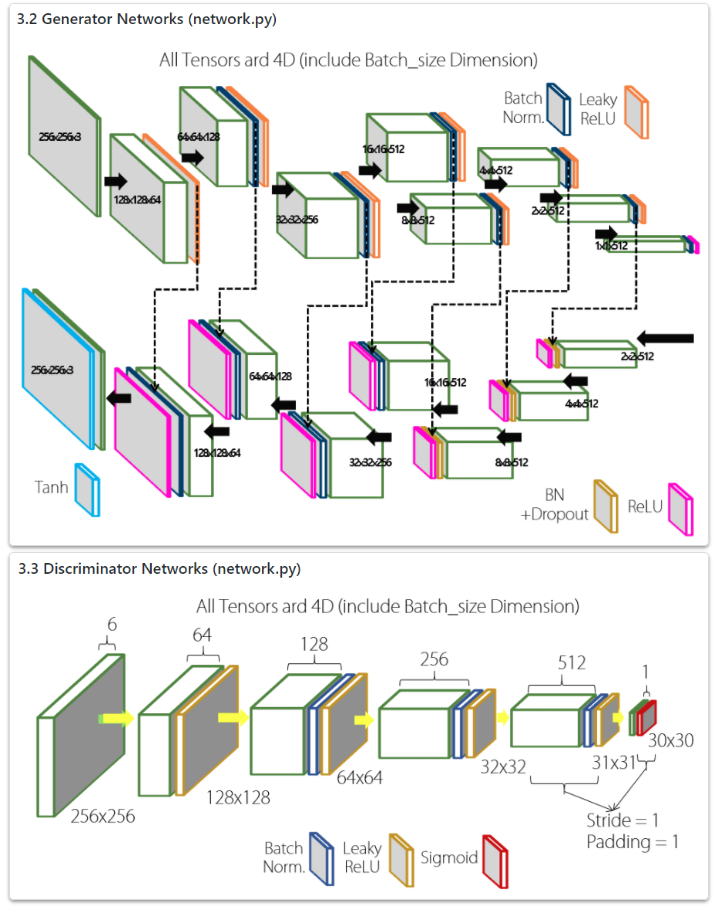 3.2 Generator Networks (network.py)
All Tensors ard 4D (include Batch_size Dimension)
Batch
Norm.
Leaky
ReLU
256x256x3
128x128x64
64x64x128
32x32x256
16x16x512
8x8x512
4x4x512
2x2x512
1x1x512
256x256x3
128x128x64
64x64x128
32x32x256
16x16x512
8x8x512
4x4x512
2x2x512
Tanh
BN
+Dropout
ReLU
3.3 Discriminator Networks (network.py)
All Tensors ard 4D (include Batch_size Dimension)
6
64
128
256
512
1
256x256
128x128
64x64
32x32
31x31
30x30
Stride = 1
Padding = 1
Batch
Norm.
Leaky
ReLU
Sigmoid